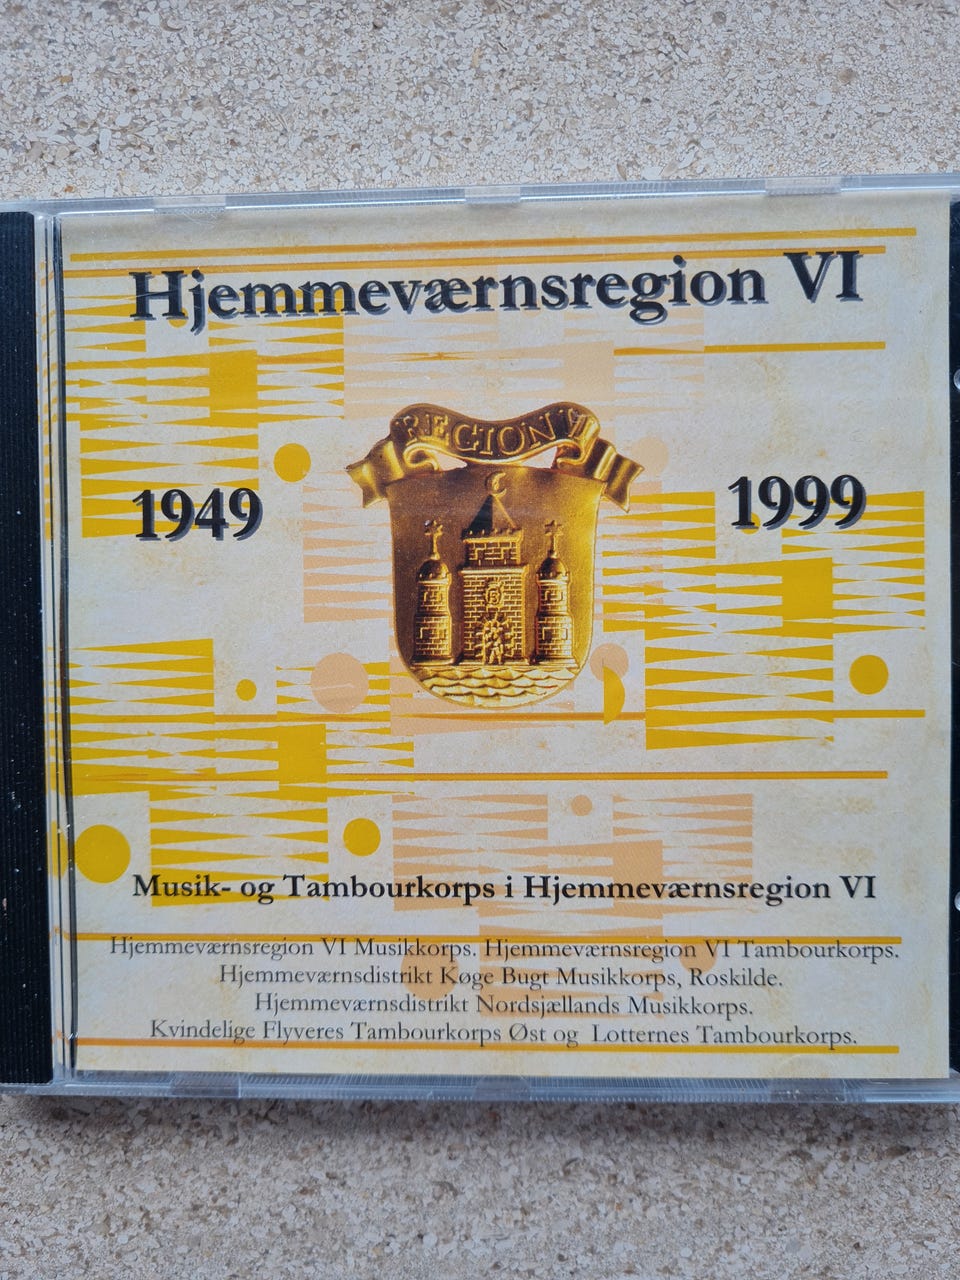 Hjemmeværnsregion VI
REGION VI
1949
1999
Musik- og Tambourkorps i Hjemmeværnsregion VI
Hjemmeværnsregion VI Musikkorps. Hjemmeværnsregion VI Tambourkorps.
Hjemmeværnsdistrikt Køge Bugt Musikkorps, Roskilde.
Hjemmeværnsdistrikt Nordsjællands Musikkorps.
Kvindelige Flyveres Tambourkorps Øst og Lotternes Tambourkorps.